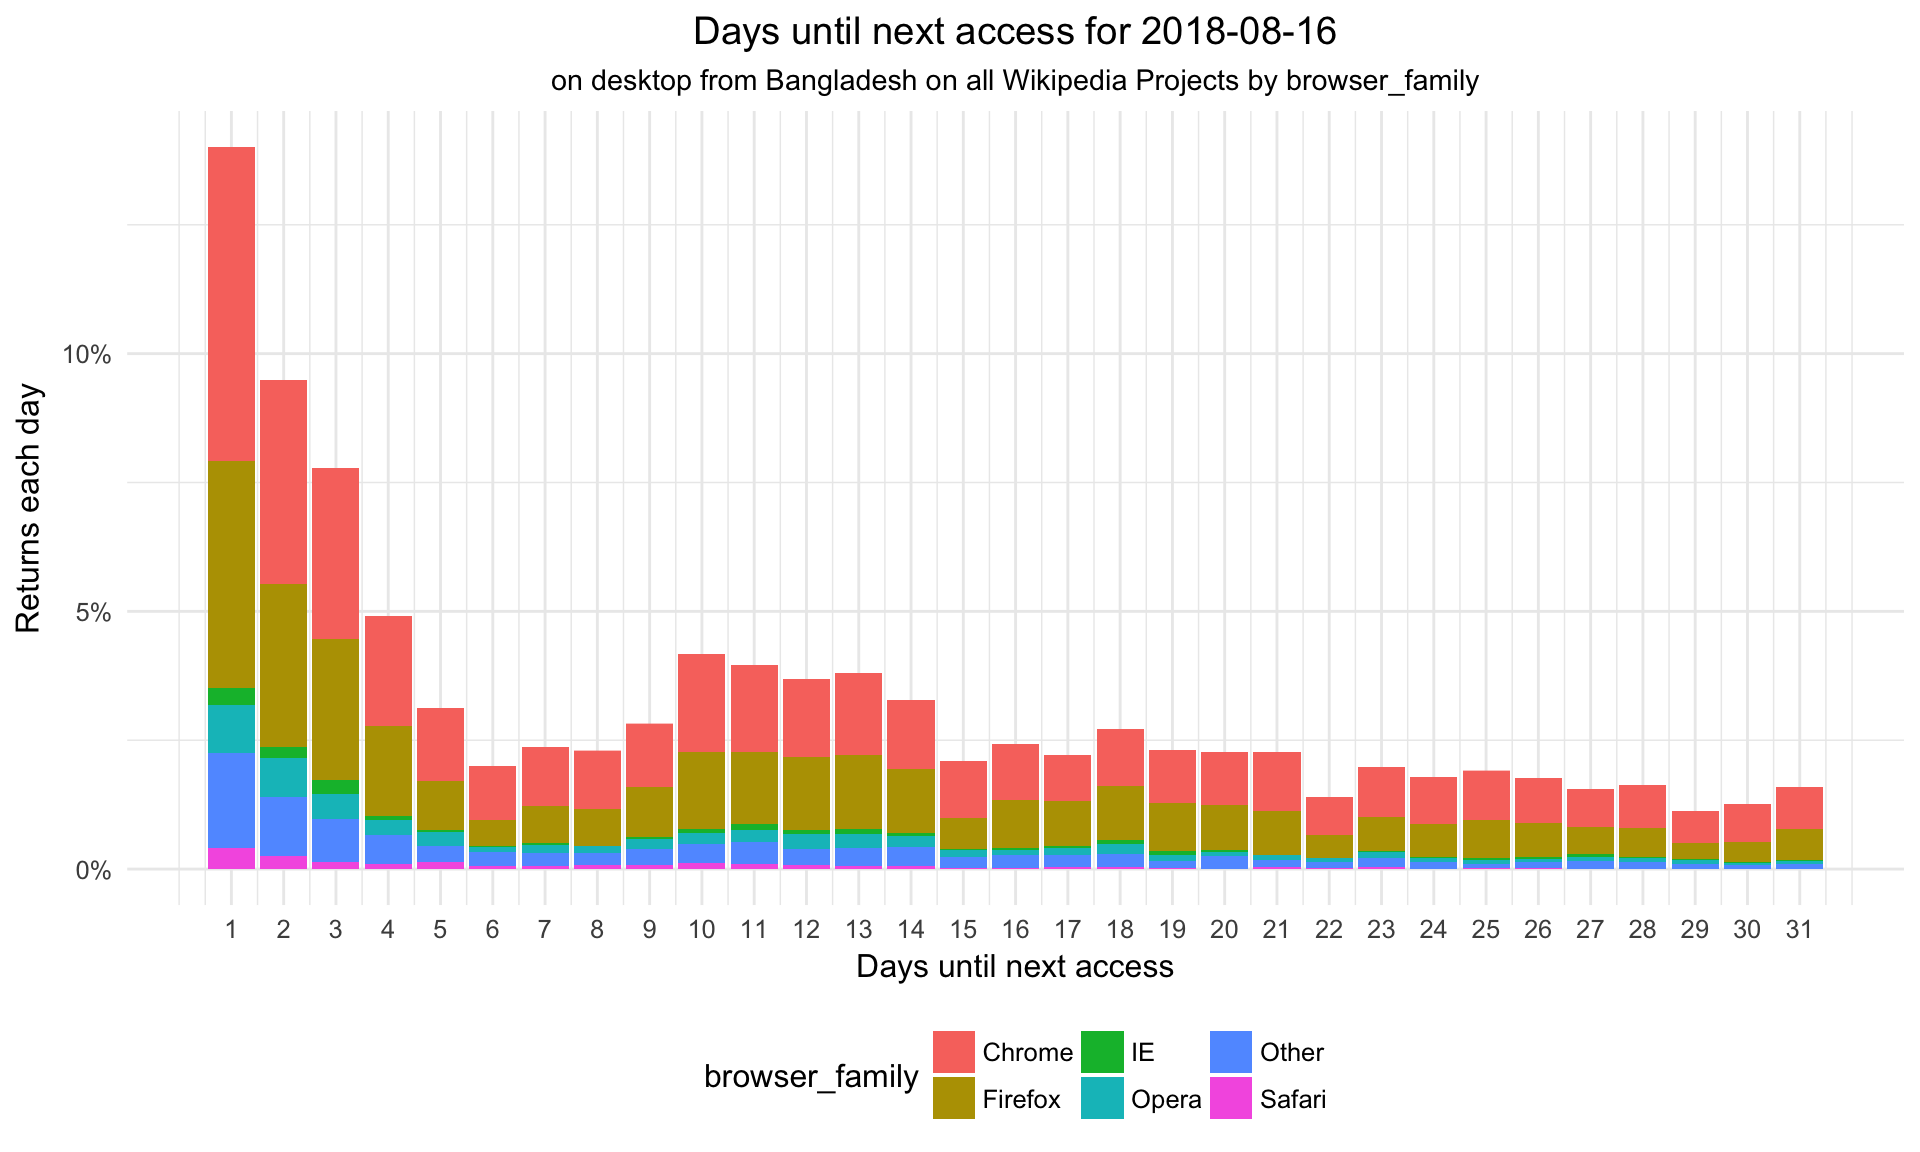 Days until next access for 2018-08-16
on desktop from Bangladesh on all Wikipedia Projects by browser_family
Returns each day
10%
5%
0%
1 2 3 4 5 6 7 8 9 10 11 12 13 14 15 16 17 18 19 20 21 22 23 24 25 26 27 28 29 30 31
Days until next access
browser_family
Chrome IE Other
Firefox Opera Safari